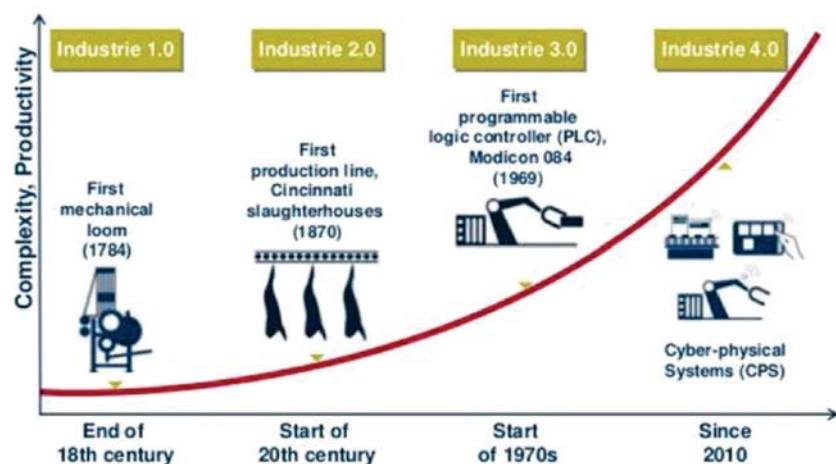 Complexity, Productivity
Industrie 1.0
Industrie 2.0
Industrie 3.0
Industrie 4.0
First
mechanical
loom
(1784)
First
production line,
Cincinnati
slaughterhouses
(1870)
First
programmable
logic controller (PLC),
Modicon 084
(1969)
Cyber-physical
Systems (CPS)
End of
18th century
Start of
20th century
Start
of 1970s
Since
2010